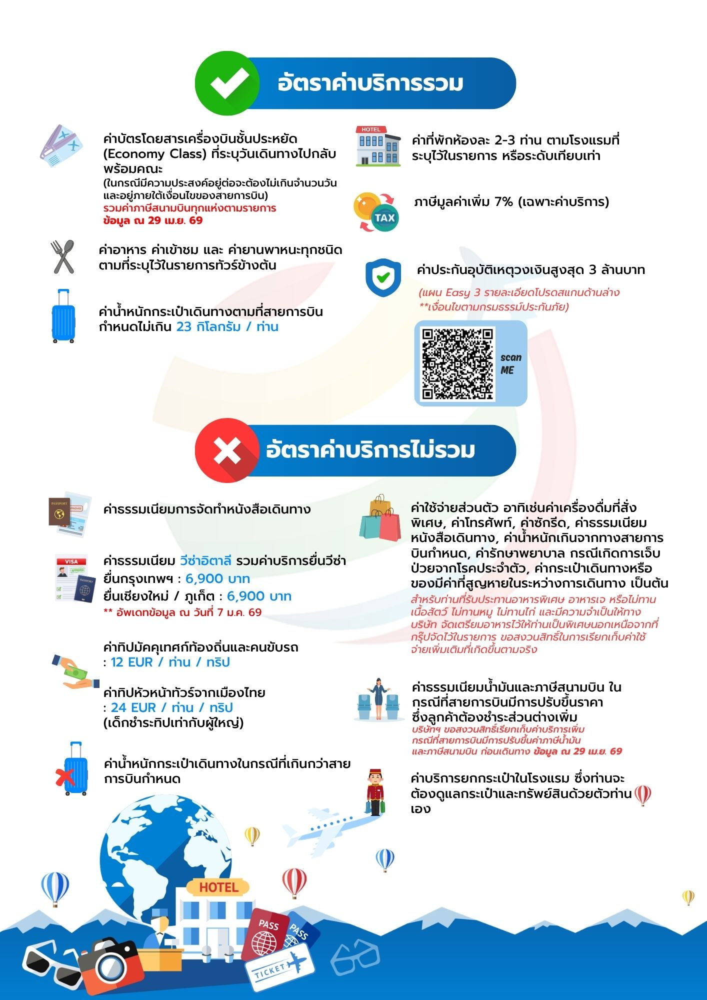 อัตราค่าบริการรวม
ค่าบัตรโดยสารเครื่องบินชั้นประหยัด
(Economy Class) ที่ระบุวันเดินทางไปกลับ
พร้อมคณะ
(ในกรณีมีความประสงค์อยู่ต่อจะต้องไม่เกินจำนวนวัน
และอยู่ภายใต้เงื่อนไขของสายการบิน)
รวมค่าภาษีสนามบินทุกแห่งตามรายการ
ข้อมูล ณ 29 เม.ย. 69
ค่าอาหาร ค่าเข้าชม และ ค่ายานพาหนะทุกชนิด
ตามที่ระบุไว้ในรายการทัวร์ข้างต้น
ค่าน้ำหนักกระเป๋าเดินทางตามที่สายการบิน
กำหนดไม่เกิน 23 กิโลกรัม / ท่าน
HOTEL
ค่าที่พักห้องละ 2-3 ท่าน ตามโรงแรมที่
ระบุไว้ในรายการ หรือระดับเทียบเท่า
TAX
ภาษีมูลค่าเพิ่ม 7% (เฉพาะค่าบริการ)
ค่าประกันอุบัติเหตุวงเงินสูงสุด 3 ล้านบาท
(แผน Easy 3 รายละเอียดโปรดสแกนด้านล่าง
**เงื่อนไขตามกรมธรรม์ประกันภัย)
scan
ME
อัตราค่าบริการไม่รวม
PASSPORT
APPROVED
ค่าธรรมเนียมการจัดทำหนังสือเดินทาง
VISA
APPROVED
PASSPORT
ค่าธรรมเนียม วีซ่าอิตาลี รวมค่าบริการยื่นวีซ่า
ยื่นกรุงเทพฯ : 6,900 บาท
ยื่นเชียงใหม่ / ภูเก็ต : 6,900 บาท
** อัพเดทข้อมูล ณ วันที่ 7 ม.ค. 69
ค่าทิปมัคคุเทศก์ท้องถิ่นและคนขับรถ
: 12 EUR / ท่าน / ทริป
ค่าทิปหัวหน้าทัวร์จากเมืองไทย
: 24 EUR / ท่าน / ทริป
(เด็กชำระทิปเท่ากับผู้ใหญ่)
ค่าน้ำหนักกระเป๋าเดินทางในกรณีที่เกินกว่าสาย
การบินกำหนด
ค่าใช้จ่ายส่วนตัว อาทิเช่นค่าเครื่องดื่มที่สั่ง
พิเศษ, ค่าโทรศัพท์, ค่าซักรีด, ค่าธรรมเนียม
หนังสือเดินทาง, ค่าน้ำหนักเกินจากทางสายการ
บินกำหนด, ค่ารักษาพยาบาล กรณีเกิดการเจ็บ
ป่วยจากโรคประจำตัว, ค่ากระเป๋าเดินทางหรือ
ของมีค่าที่สูญหายในระหว่างการเดินทาง เป็นต้น
สำหรับท่านที่รับประทานอาหารพิเศษ อาหารเจ หรือไม่ทาน
เนื้อสัตว์ ไม่ทานหมู ไม่ทานไก่ และมีความจำเป็นให้ทาง
บริษัท จัดเตรียมอาหารไว้ให้ท่านเป็นพิเศษนอกเหนือจากที่
กรุ๊ปจัดไว้ในรายการ ขอสงวนสิทธิ์ในการเรียกเก็บค่าใช้
จ่ายเพิ่มเติมที่เกิดขึ้นตามจริง
ค่าธรรมเนียมน้ำมันและภาษีสนามบิน ใน
กรณีที่สายการบินมีการปรับขึ้นราคา
ซึ่งลูกค้าต้องชำระส่วนต่างเพิ่ม
บริษัทฯ ขอสงวนสิทธิ์เรียกเก็บค่าบริการเพิ่ม
กรณีที่สายการบินมีการปรับขึ้นค่าภาษีน้ำมัน
และภาษีสนามบิน ก่อนเดินทาง ข้อมูล ณ 29 เม.ย. 69
ค่าบริการยกกระเป๋าในโรงแรม ซึ่งท่านจะ
ต้องดูแลกระเป๋าและทรัพย์สินด้วยตัวท่าน
เอง
HOTEL
PASS
PASS
TICKET